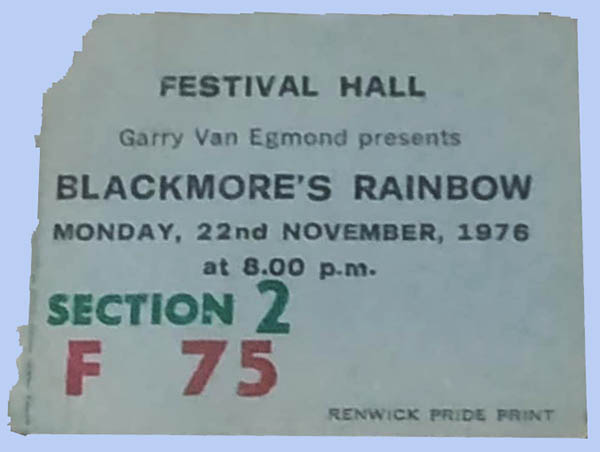 FESTIVAL HALL
Garry Van Egmond presents
BLACKMORE'S RAINBOW
MONDAY, 22nd NOVEMBER, 1976
at 8.00 p.m.
SECTION 2
F 75
RENWICK PRIDE PRINT